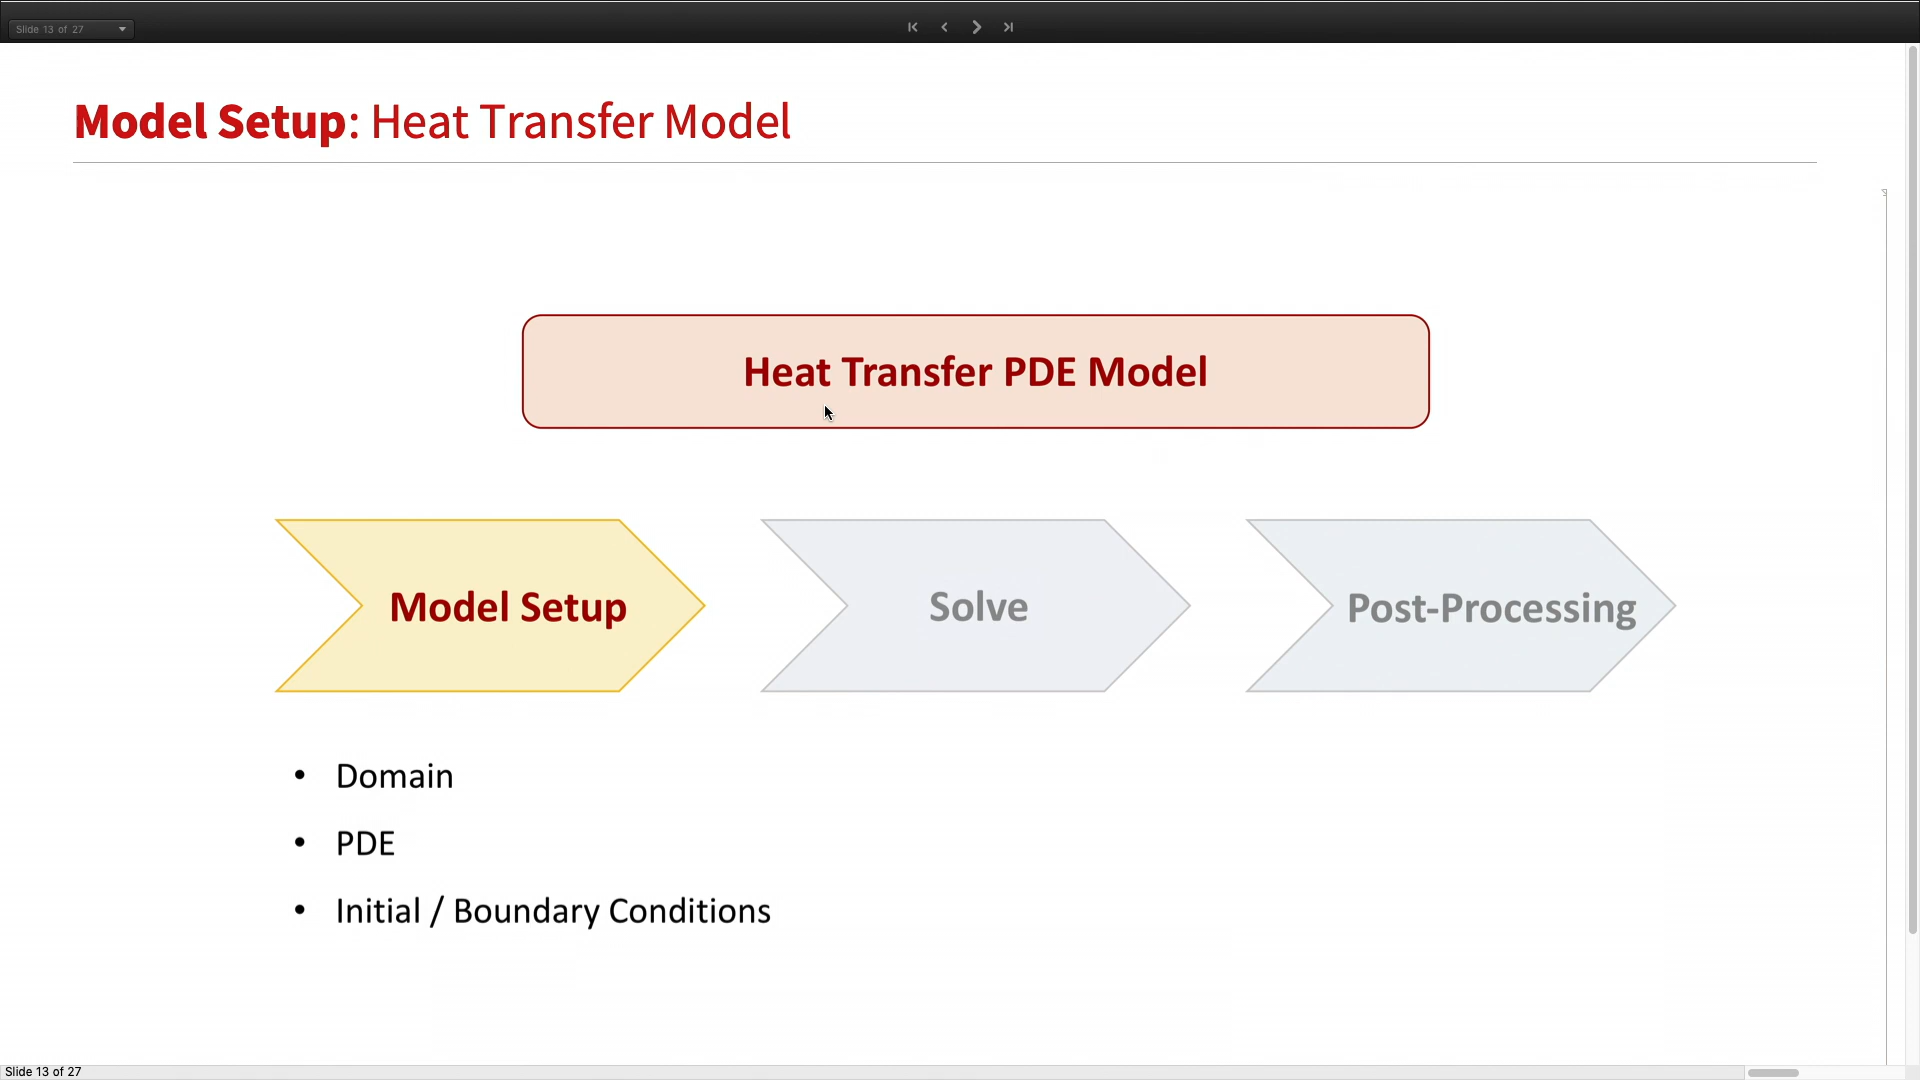 Slide 13 of 27
Model Setup: Heat Transfer Model
Heat Transfer PDE Model
Model Setup
Solve
Post-Processing
• Domain
• PDE
• Initial / Boundary Conditions
Slide 13 of 27